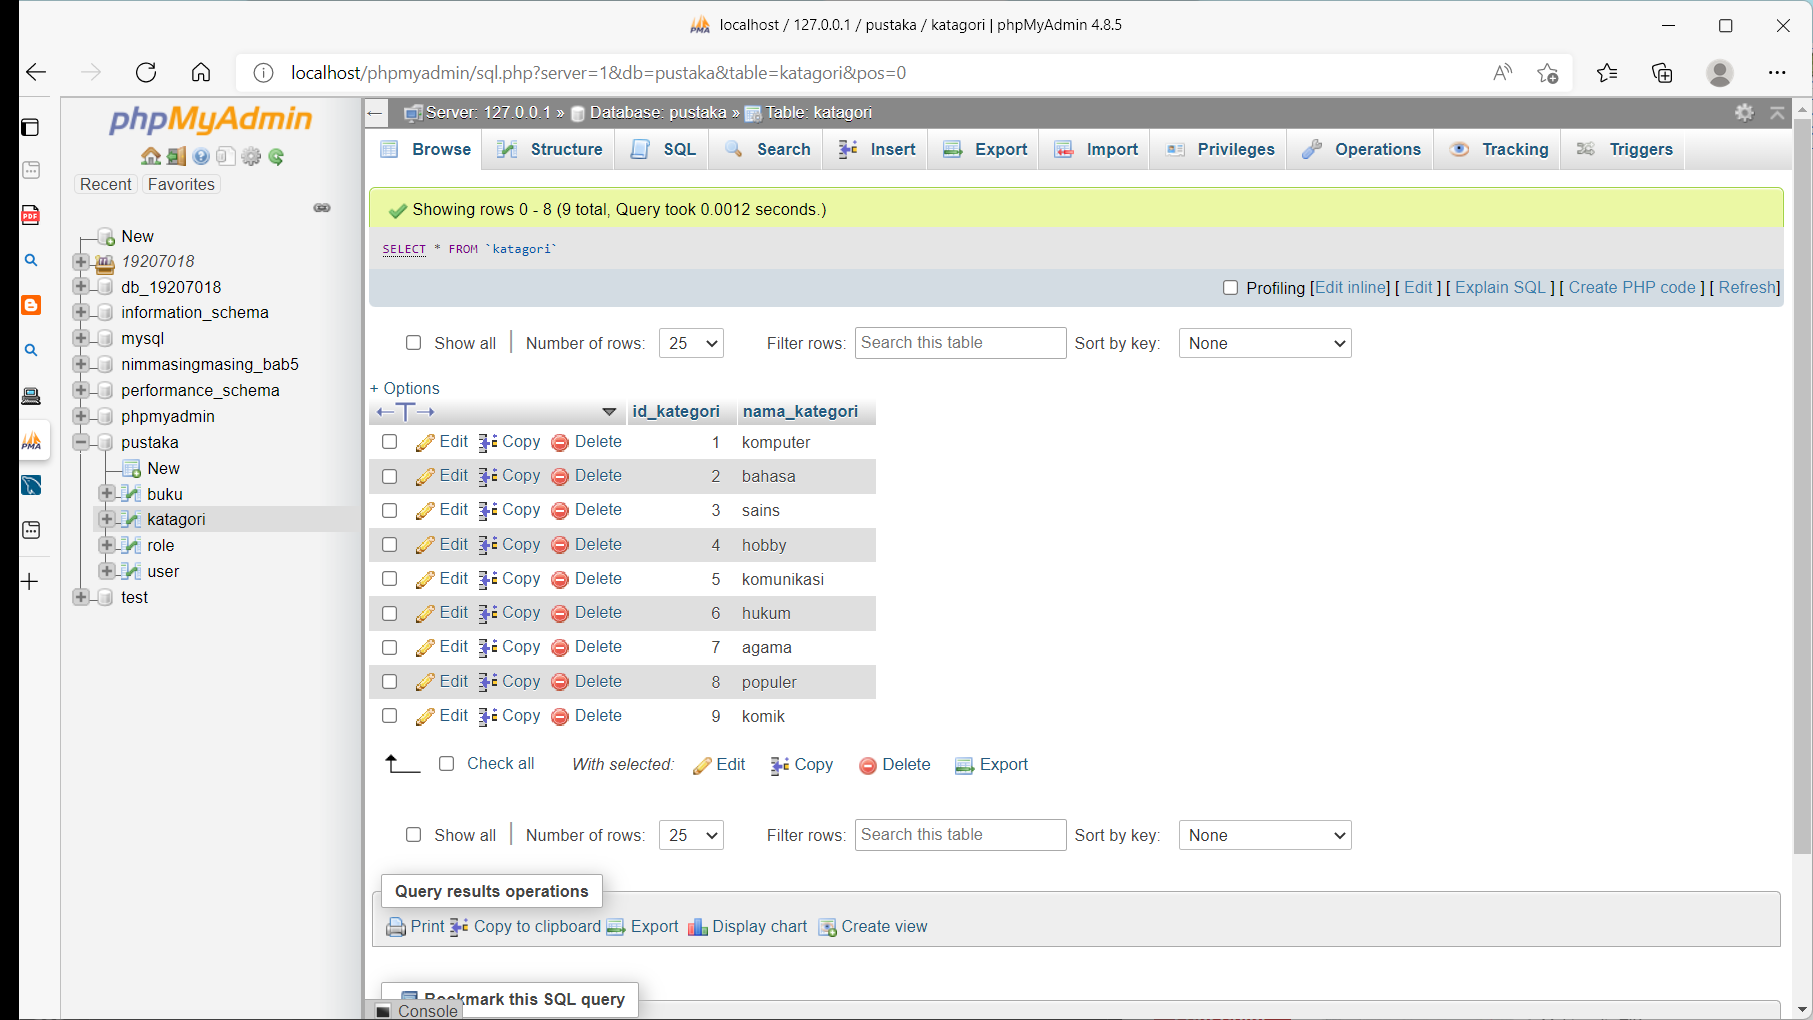 localhost / 127.0.0.1 / pustaka / katagori | phpMyAdmin 4.8.5
localhost/phpmyadmin/sql.php?server=1&db=pustaka&table=katagori&pos=0
phpMyAdmin
Recent Favorites
New
19207018
db_19207018
information_schema
mysql
nimmasingmasing_bab5
performance_schema
phpmyadmin
pustaka
New
buku
katagori
role
user
test
Server: 127.0.0.1 » Database: pustaka » Table: katagori
Browse Structure SQL Search Insert Export Import Privileges Operations Tracking Triggers
Showing rows 0 - 8 (9 total, Query took 0.0012 seconds.)
SELECT * FROM `katagori`
Profiling [Edit inline] [ Edit ] [ Explain SQL ] [ Create PHP code ] [ Refresh]
Show all | Number of rows: 25 Filter rows: Search this table Sort by key: None
+ Options
←T→ id_kategori nama_kategori
Edit Copy Delete 1 komputer
Edit Copy Delete 2 bahasa
Edit Copy Delete 3 sains
Edit Copy Delete 4 hobby
Edit Copy Delete 5 komunikasi
Edit Copy Delete 6 hukum
Edit Copy Delete 7 agama
Edit Copy Delete 8 populer
Edit Copy Delete 9 komik
Check all With selected: Edit Copy Delete Export
Show all | Number of rows: 25 Filter rows: Search this table Sort by key: None
Query results operations
Print Copy to clipboard Export Display chart Create view
Bookmark this SQL query
Console